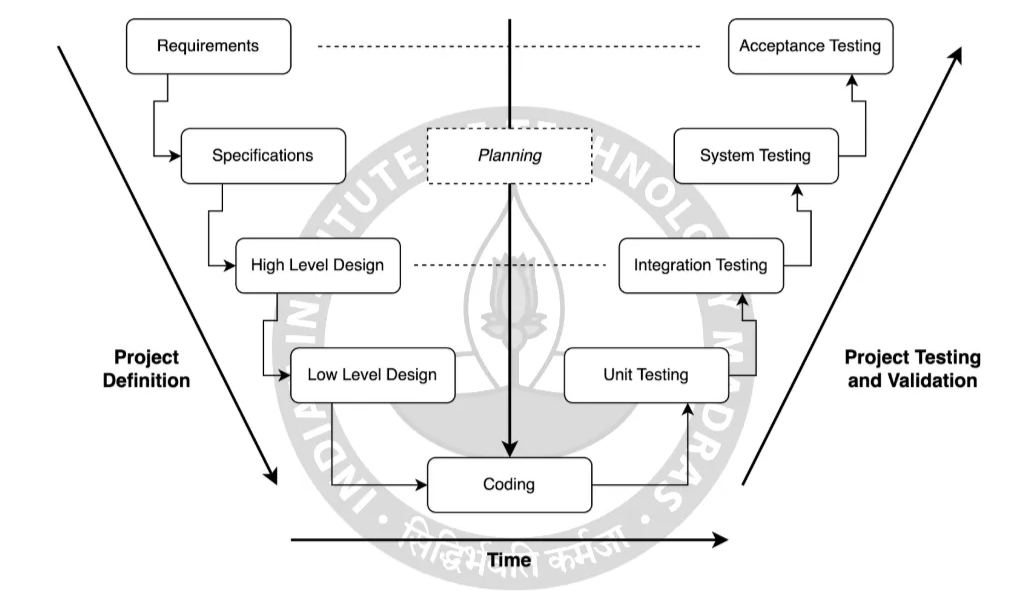 Requirements
Acceptance Testing
Specifications
Planning
System Testing
High Level Design
Integration Testing
Project
Definition
Low Level Design
Unit Testing
Project Testing
and Validation
Coding
Time
INDIAN INSTITUTE OF TECHNOLOGY MADRAS
सिद्धिर्भवति कर्मजा